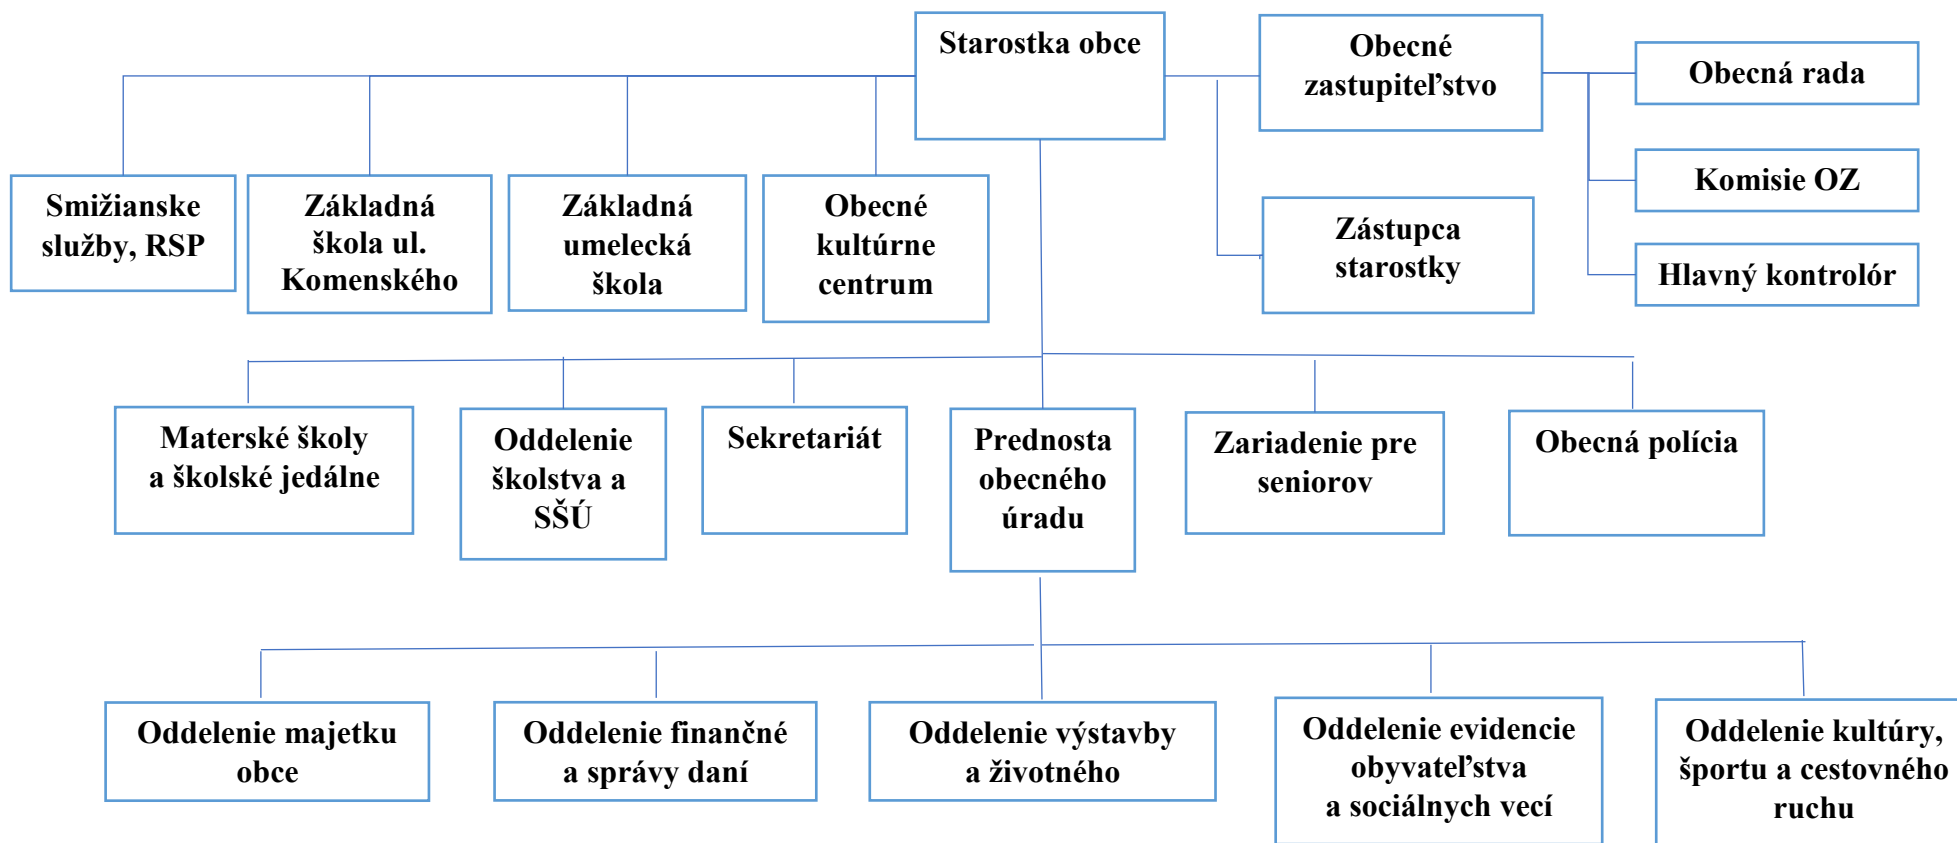 Starostka obce
Obecné
zastupiteľstvo
Obecná rada
Komisie OZ
Hlavný kontrolór
Smižianske
služby, RSP
Základná
škola ul.
Komenského
Základná
umelecká
škola
Obecné
kultúrne
centrum
Zástupca
starostky
Materské školy
a školské jedálne
Oddelenie
školstva a
SŠÚ
Sekretariát
Prednosta
obecného
úradu
Zariadenie pre
seniorov
Obecná polícia
Oddelenie majetku
obce
Oddelenie finančné
a správy daní
Oddelenie výstavby
a životného
Oddelenie evidencie
obyvateľstva
a sociálnych vecí
Oddelenie kultúry,
športu a cestovného
ruchu